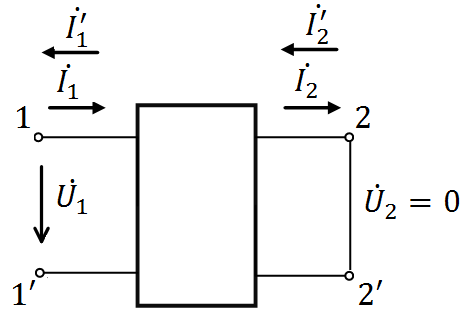 İ₁′ İ₂′
İ₁ İ₂
1 2
U̇₁ U̇₂ = 0
1′ 2′